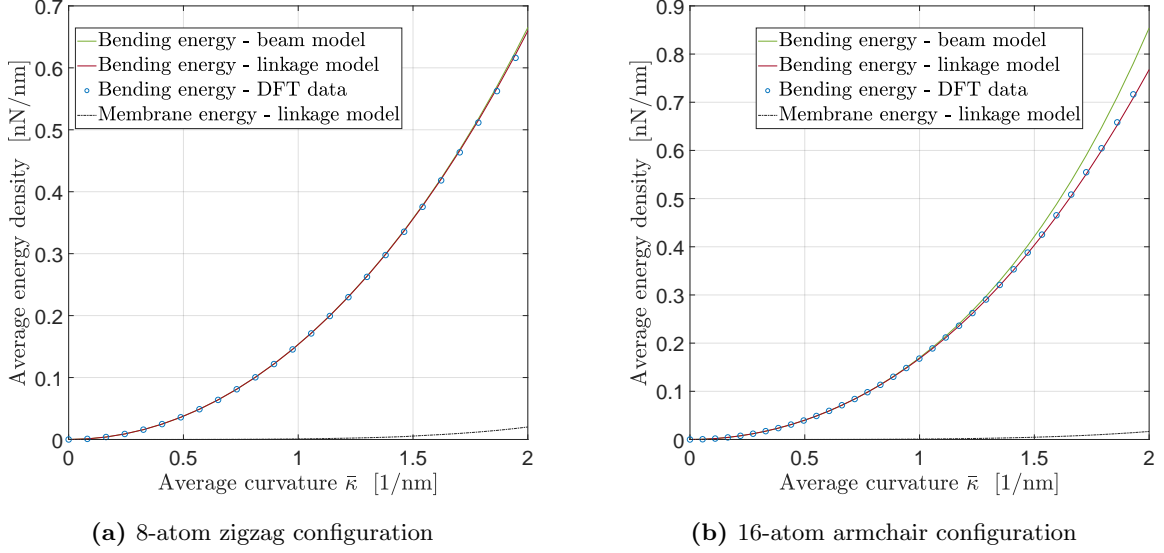 Average energy density [nN/nm]
0.7
0.6
0.5
0.4
0.3
0.2
0.1
0
Bending energy - beam model
Bending energy - linkage model
Bending energy - DFT data
Membrane energy - linkage model
0 0.5 1 1.5 2
Average curvature κ̄ [1/nm]
(a) 8-atom zigzag configuration
Average energy density [nN/nm]
0.9
0.8
0.7
0.6
0.5
0.4
0.3
0.2
0.1
0
Bending energy - beam model
Bending energy - linkage model
Bending energy - DFT data
Membrane energy - linkage model
0 0.5 1 1.5 2
Average curvature κ̄ [1/nm]
(b) 16-atom armchair configuration